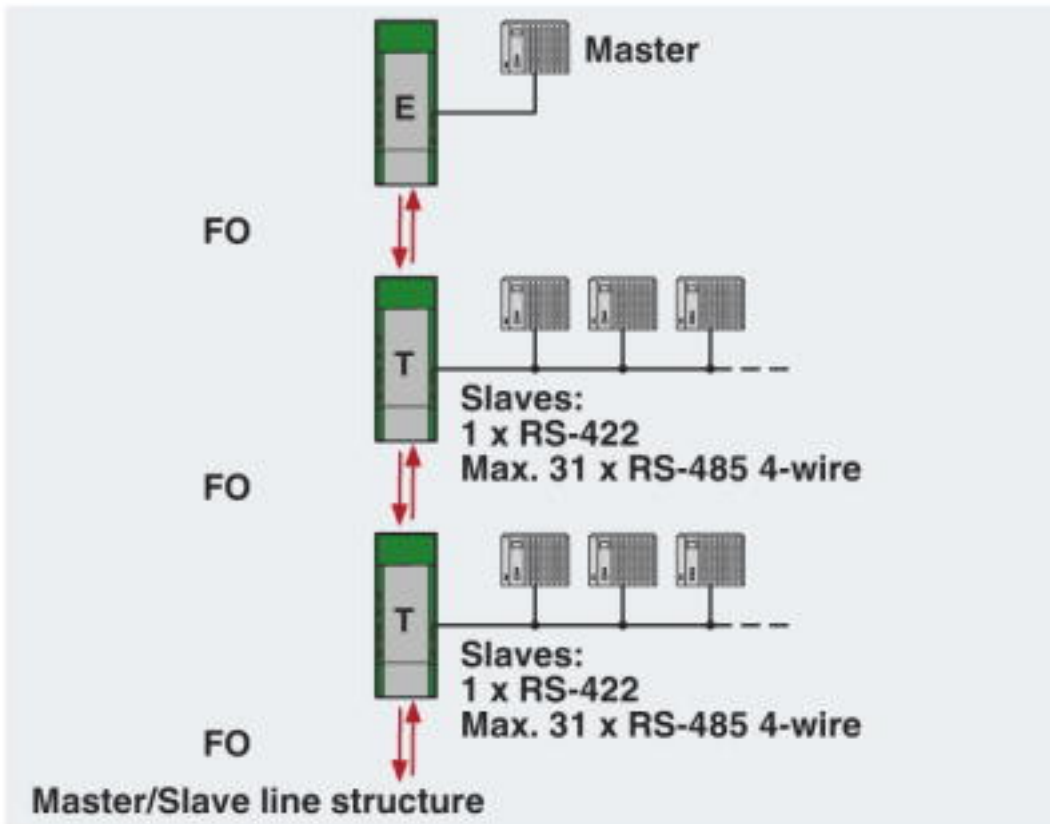 Master
E
FO
T
Slaves:
1 x RS-422
Max. 31 x RS-485 4-wire
FO
T
Slaves:
1 x RS-422
Max. 31 x RS-485 4-wire
FO
Master/Slave line structure